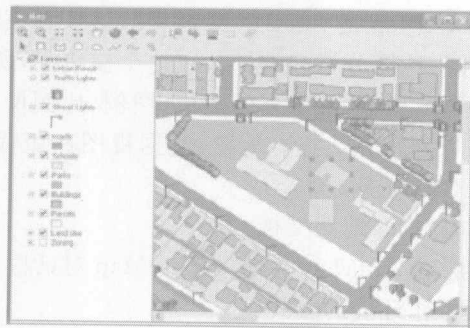 Traffic Lights
Street Lights
roads
Schools
Parks
Buildings
Parcels
Land Use
Zoning